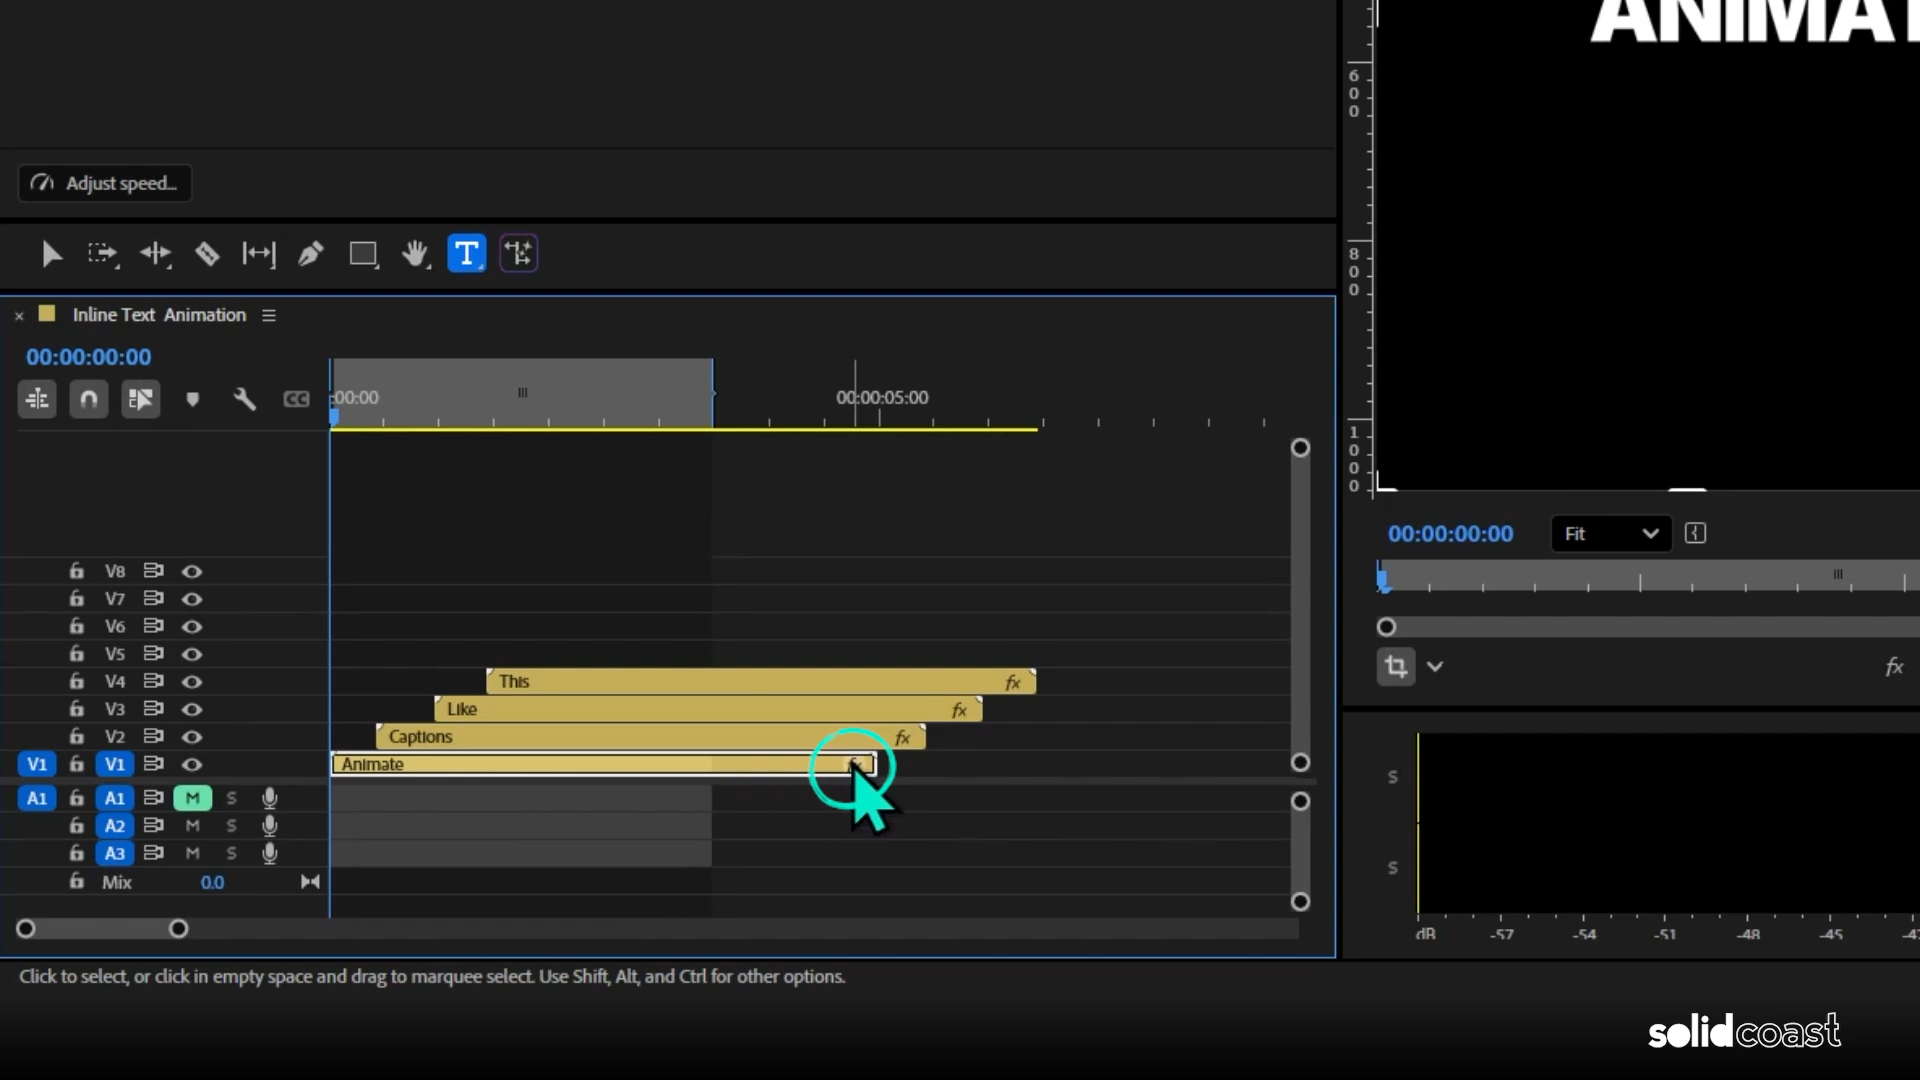 ANIMAT
6
0
0
8
0
0
1
0
0
0
Adjust speed...
T
Inline Text Animation
00:00:00:00
CC
:00:00
00:00:05:00
00:00:00:00
Fit
fx
V8
V7
V6
V5
V4
This fx
V3
Like fx
V2
Captions fx
V1 V1
Animate
A1 A1 M S
A2 M S
A3 M S
Mix 0.0
S
S
dB -57 -54 -51 -48 -45
Click to select, or click in empty space and drag to marquee select. Use Shift, Alt, and Ctrl for other options.
solidcoast